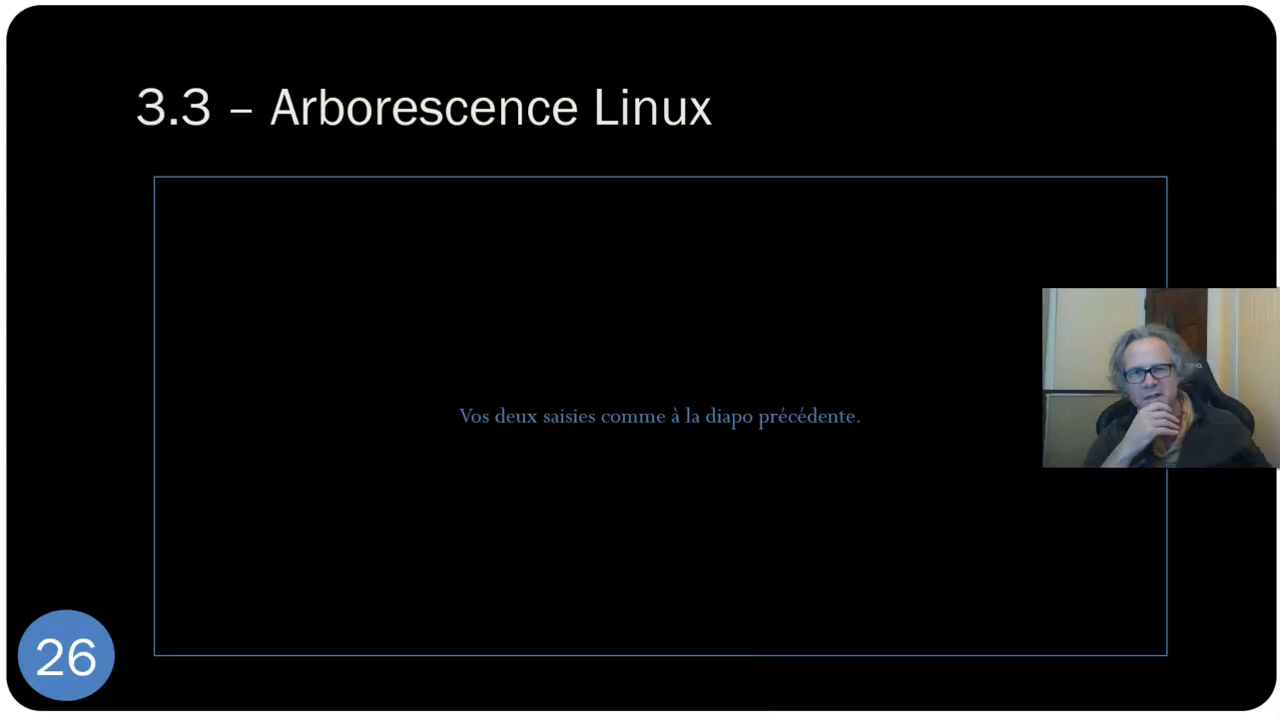 3.3 – Arborescence Linux
Vos deux saisies comme à la diapo précédente.
26